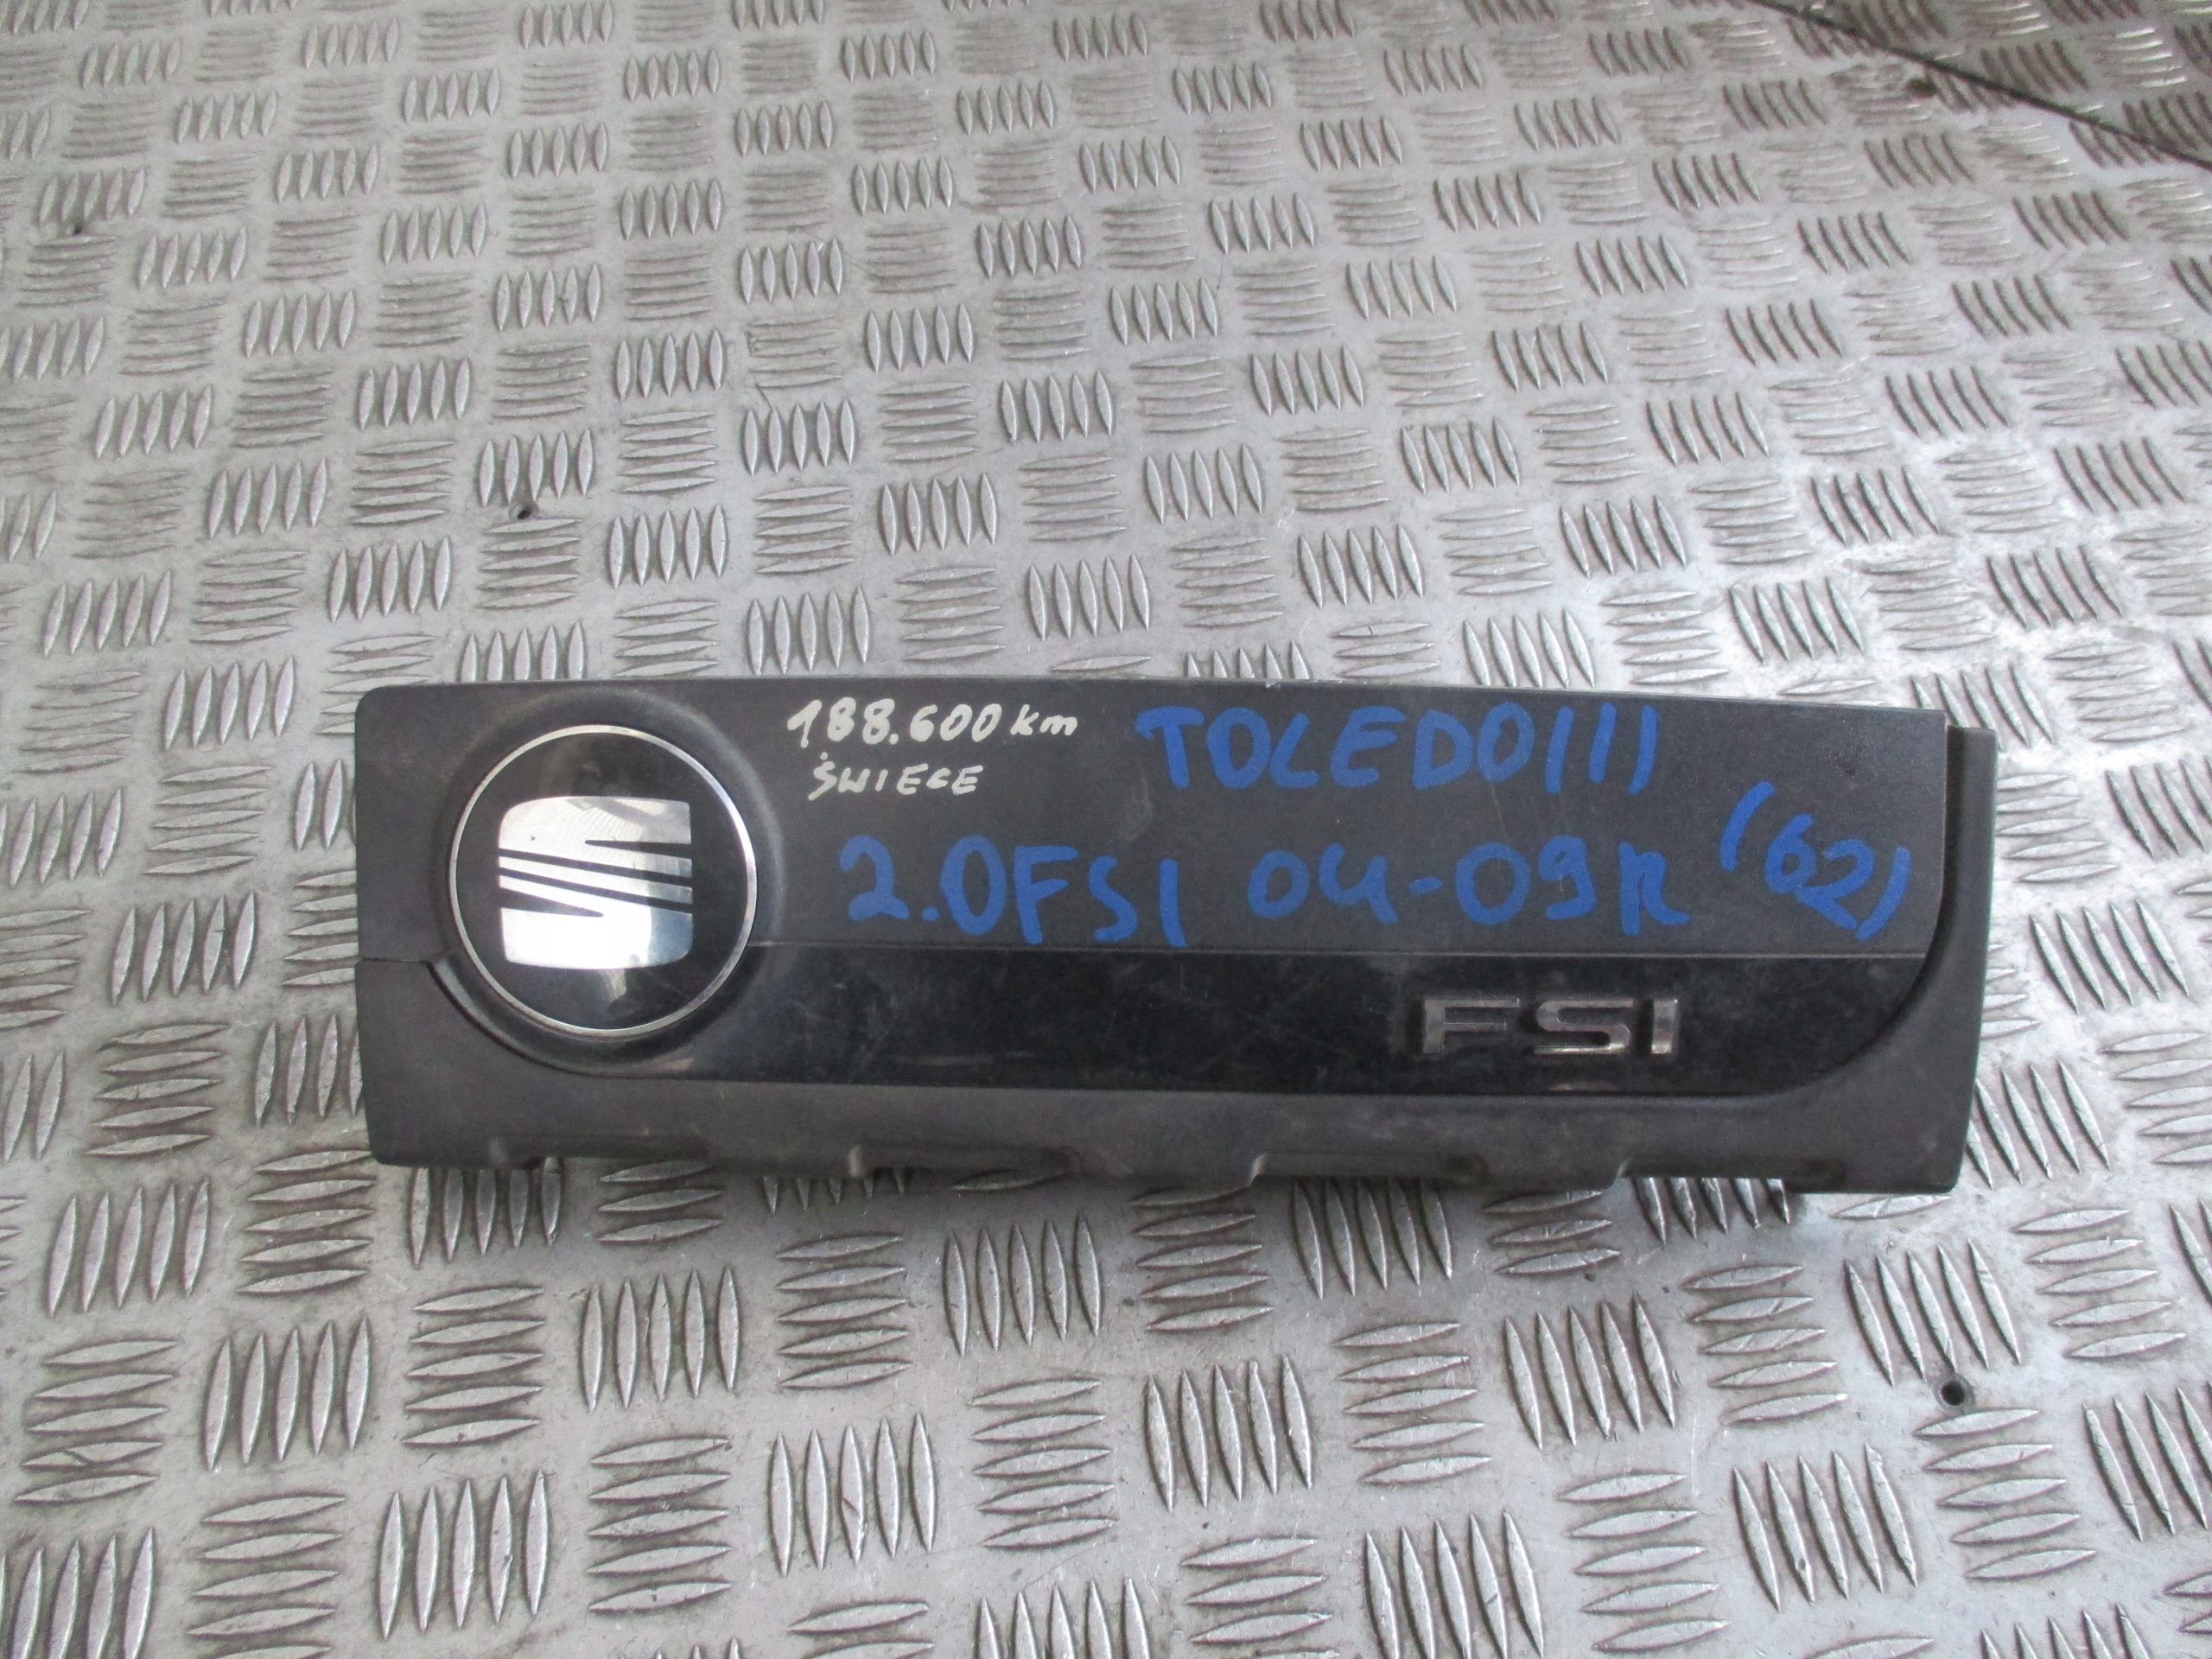 188.600 km
ŚWIECE
TOLEDO III
2.0FSI 04-09R (62)
FSI